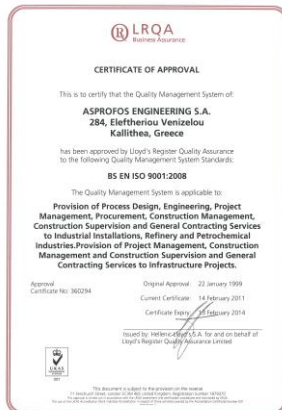 LRQA
Business Assurance
CERTIFICATE OF APPROVAL
This is to certify that the Quality Management System of:
ASPROFOS ENGINEERING S.A.
284, Eleftheriou Venizelou
Kallithea, Greece
has been approved by Lloyd's Register Quality Assurance
to the following Quality Management System Standards:
BS EN ISO 9001:2008
The Quality Management System is applicable to:
Provision of Process Design, Engineering, Project
Management, Procurement, Construction Management,
Construction Supervision and General Contracting Services
to Industrial Installations, Refinery and Petrochemical
Industries.Provision of Project Management, Construction
Management and Construction Supervision and General
Contracting Services to Infrastructure Projects.
Approval
Certificate No: 360294
Original Approval: 22 January 1999
Current Certificate: 14 February 2011
Certificate Expiry: 13 February 2014
Issued by: Hellenic Lloyd's S.A. for and on behalf of
Lloyd's Register Quality Assurance Limited
UKAS
001
This document is subject to the provision on the reverse